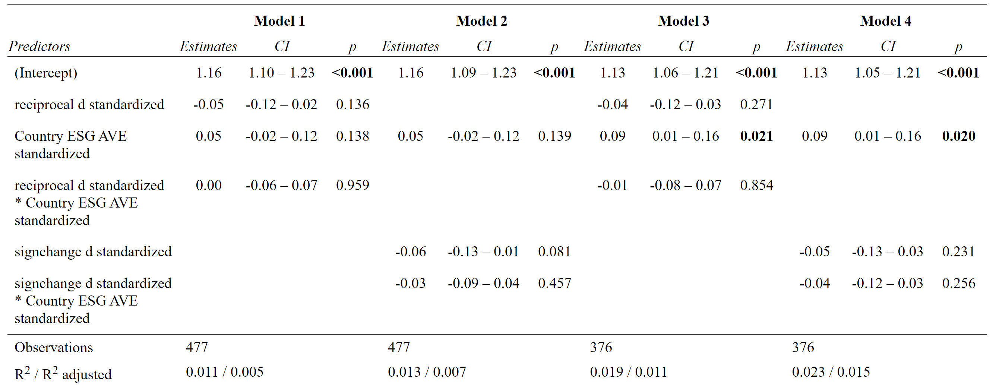 Model 1 Model 2 Model 3 Model 4
Predictors Estimates CI p Estimates CI p Estimates CI p Estimates CI p
(Intercept) 1.16 1.10 – 1.23 <0.001 1.16 1.09 – 1.23 <0.001 1.13 1.06 – 1.21 <0.001 1.13 1.05 – 1.21 <0.001
reciprocal d standardized -0.05 -0.12 – 0.02 0.136 -0.04 -0.12 – 0.03 0.271
Country ESG AVE 0.05 -0.02 – 0.12 0.138 0.05 -0.02 – 0.12 0.139 0.09 0.01 – 0.16 0.021 0.09 0.01 – 0.16 0.020
standardized
reciprocal d standardized 0.00 -0.06 – 0.07 0.959 -0.01 -0.08 – 0.07 0.854
* Country ESG AVE
standardized
signchange d standardized -0.06 -0.13 – 0.01 0.081 -0.05 -0.13 – 0.03 0.231
signchange d standardized -0.03 -0.09 – 0.04 0.457 -0.04 -0.12 – 0.03 0.256
* Country ESG AVE
standardized
Observations 477 477 376 376
R² / R² adjusted 0.011 / 0.005 0.013 / 0.007 0.019 / 0.011 0.023 / 0.015